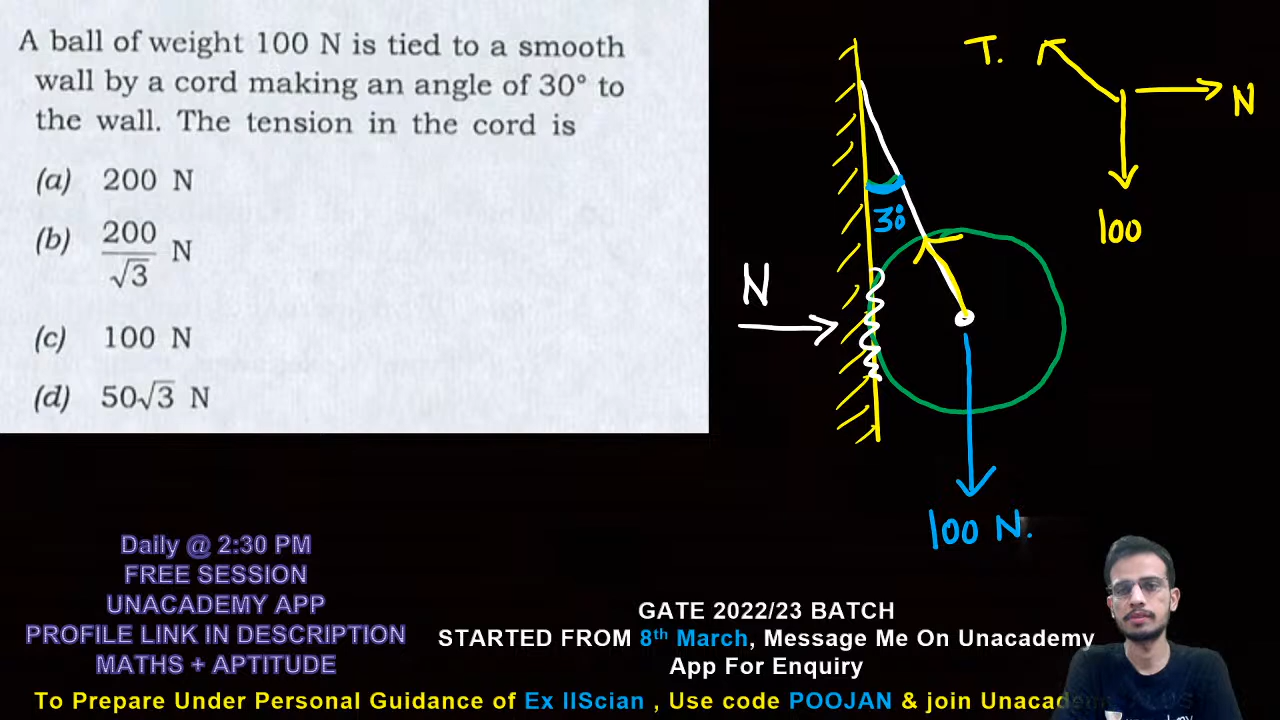 A ball of weight 100 N is tied to a smooth
wall by a cord making an angle of 30° to
the wall. The tension in the cord is
(a) 200 N
(b) 200/√3 N
(c) 100 N
(d) 50√3 N
T.
N
100
30
N
100 N.
Daily @ 2:30 PM
FREE SESSION
UNACADEMY APP
PROFILE LINK IN DESCRIPTION
MATHS + APTITUDE
GATE 2022/23 BATCH
STARTED FROM 8th March, Message Me On Unacademy
App For Enquiry
To Prepare Under Personal Guidance of Ex IIScian , Use code POOJAN & join Unacademy